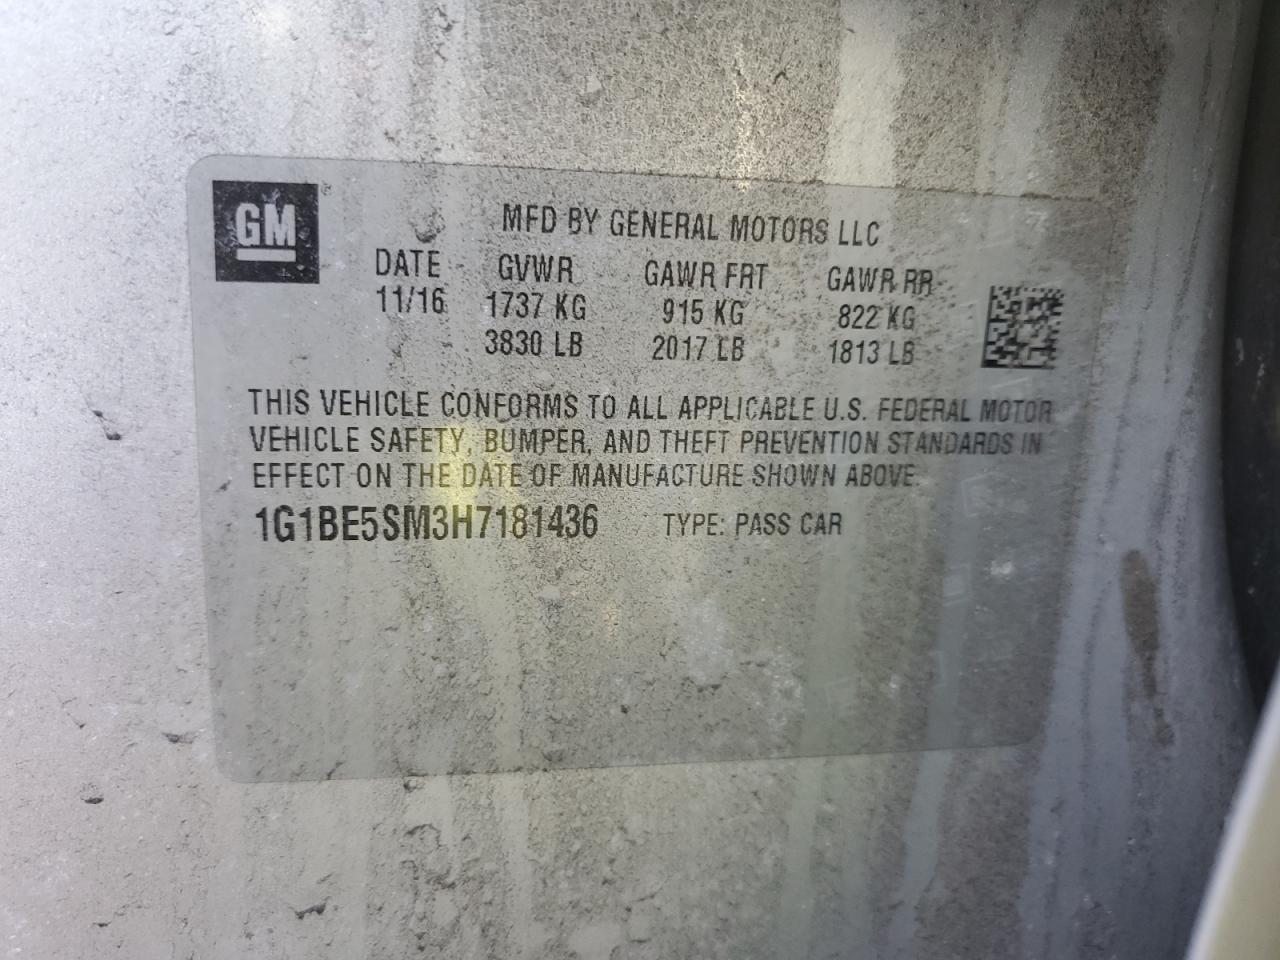 GM
MFD BY GENERAL MOTORS LLC
DATE GVWR GAWR FRT GAWR RR
11/16 1737 KG 915 KG 822 KG
3830 LB 2017 LB 1813 LB
THIS VEHICLE CONFORMS TO ALL APPLICABLE U.S. FEDERAL MOTOR
VEHICLE SAFETY, BUMPER, AND THEFT PREVENTION STANDARDS IN
EFFECT ON THE DATE OF MANUFACTURE SHOWN ABOVE.
1G1BE5SM3H7181436 TYPE: PASS CAR